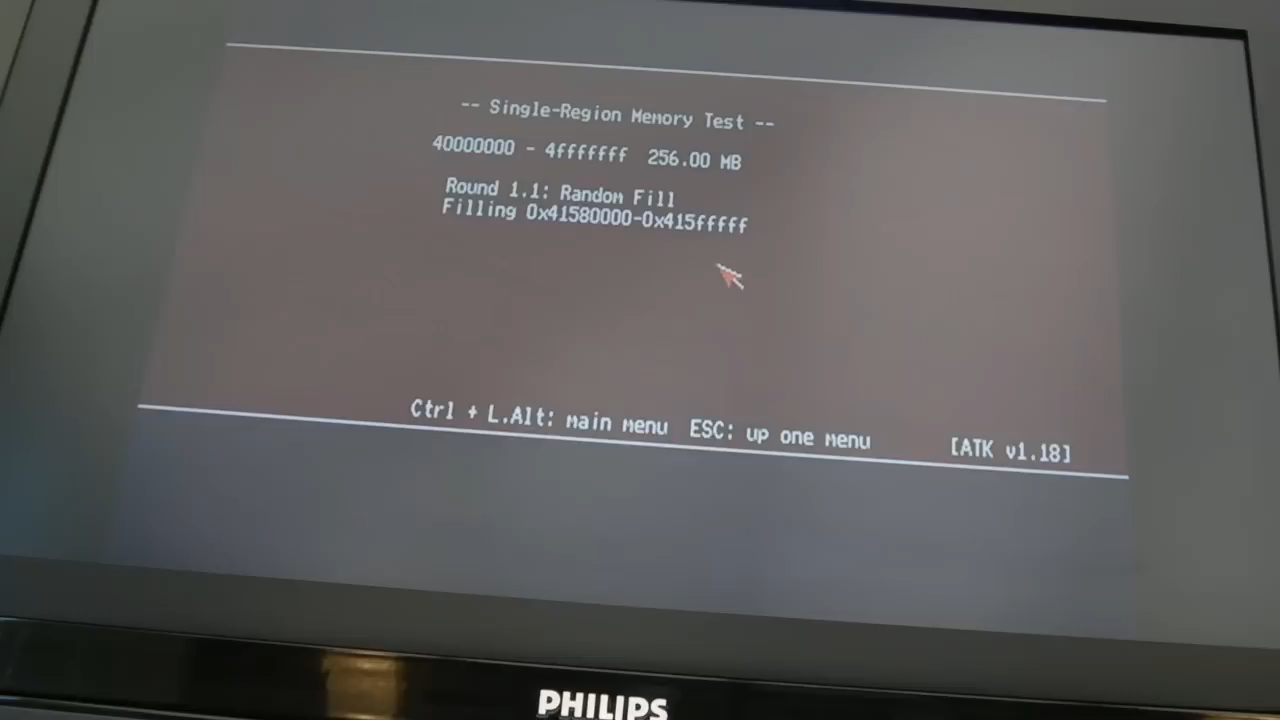 -- Single-Region Memory Test --
40000000 - 4fffffff 256.00 MB
Round 1.1: Random Fill
Filling 0x41580000-0x415fffff
Ctrl + L.Alt: main menu ESC: up one menu [ATK v1.18]
PHILIPS